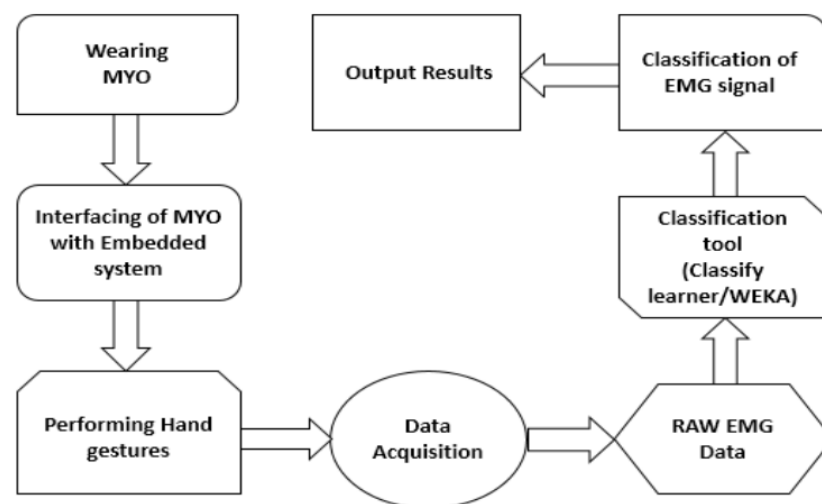 Wearing
MYO
Interfacing of MYO
with Embedded
system
Performing Hand
gestures
Data
Acquisition
RAW EMG
Data
Classification
tool
(Classify
learner/WEKA)
Classification of
EMG signal
Output Results